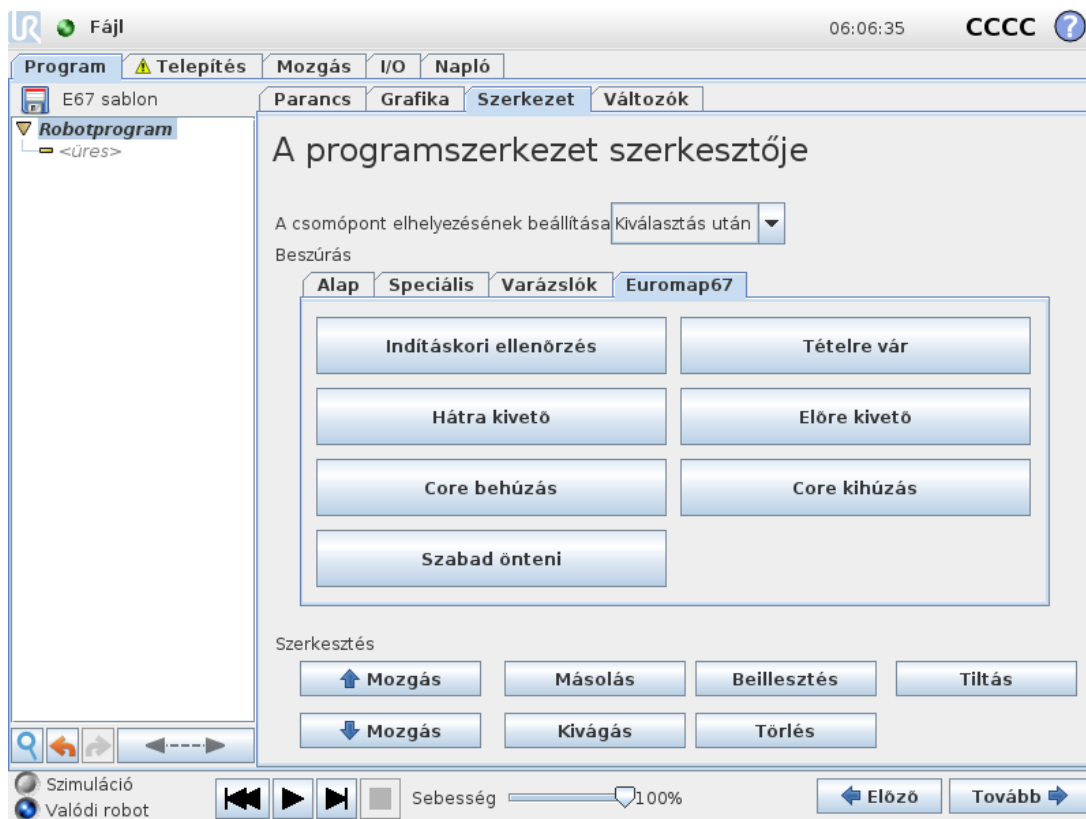 UR Fájl 06:06:35 CCCC ?
Program Telepítés Mozgás I/O Napló
E67 sablon
Parancs Grafika Szerkezet Változók
Robotprogram
<üres>
A programszerkezet szerkesztője
A csomópont elhelyezésének beállítása Kiválasztás után
Beszúrás
Alap Speciális Varázslók Euromap67
Indításkori ellenőrzés Tételre vár
Hátra kivető Előre kivető
Core behúzás Core kihúzás
Szabad önteni
Szerkesztés
Mozgás Másolás Beillesztés Tiltás
Mozgás Kivágás Törlés
Szimuláció
Valódi robot
Sebesség 100% Előző Tovább